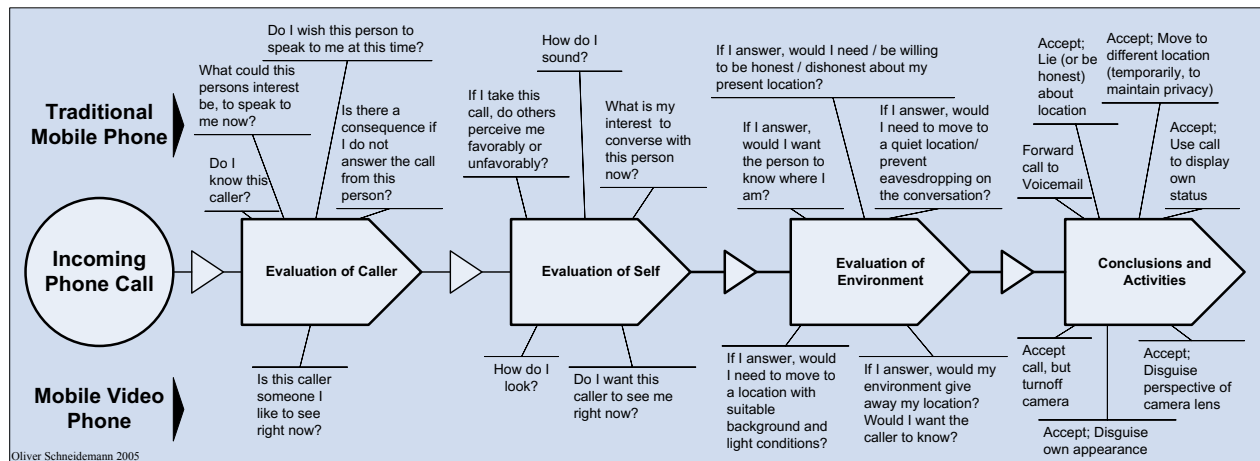 Do I wish this person to
speak to me at this time?
What could this
persons interest
be, to speak to
me now?
Is there a
consequence if
I do not
answer the call
from this
person?
Do I
know this
caller?
Traditional
Mobile Phone
How do I
sound?
If I take this
call, do others
perceive me
favorably or
unfavorably?
What is my
interest to
converse with
this person
now?
If I answer, would I need / be willing
to be honest / dishonest about my
present location?
If I answer,
would I want
the person to
know where I
am?
If I answer, would
I need to move to
a quiet location/
prevent
eavesdropping on
the conversation?
Accept;
Lie (or be
honest)
about
location
Accept; Move to
different location
(temporarily, to
maintain privacy)
Forward
call to
Voicemail
Accept;
Use call
to display
own
status
Incoming
Phone Call
Evaluation of Caller
Evaluation of Self
Evaluation of
Environment
Conclusions and
Activities
Mobile Video
Phone
Is this caller
someone I
like to see
right now?
How do I
look?
Do I want this
caller to see me
right now?
If I answer, would
I need to move to
a location with
suitable
background and
light conditions?
If I answer, would my
environment give
away my location?
Would I want the
caller to know?
Accept
call, but
turnoff
camera
Accept;
Disguise
perspective of
camera lens
Accept; Disguise
own appearance
Oliver Schneidemann 2005